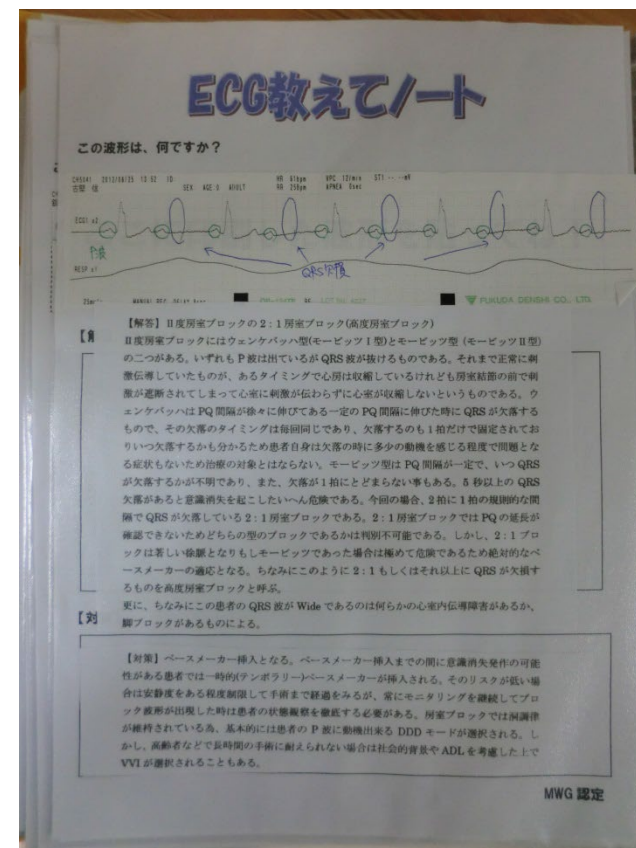 ECG教えてノート
この波形は、何ですか?
ADULT
P波
QRS欠損
FUKUDA DENSHI CO., LTD.
【解答】Ⅱ度房室ブロックの2:1房室ブロック(高度房室ブロック)
Ⅱ度房室ブロックにはウェンケバッハ型(モービッツⅠ型)とモービッツ型(モービッツⅡ型)
の二つがある。いずれもP波は出ているがQRS波が抜けるものである。それまで正常に刺
激伝導していたものが、あるタイミングで心房は収縮しているけれども房室結節の前で刺
激が遮断されてしまって心室に刺激が伝わらずに心室が収縮しないというものである。ウ
ェンケバッハはPQ間隔が徐々に伸びてある一定のPQ間隔に伸びた時にQRSが欠落する
もので、その欠落のタイミングは毎回同じであり、欠落するのも1拍だけで固定されてお
りいつ欠落するかも分かるため患者自身は欠落の時に多少の動機を感じる程度で問題とな
る症状もないため治療の対象とはならない。モービッツ型はPQ間隔が一定で、いつQRS
が欠落するかが不明であり、また、欠落が1拍にとどまらない事もある。5秒以上のQRS
欠落があると意識消失を起こしたいへん危険である。今回の場合、2拍に1拍の規則的な間
隔でQRSが欠落している2:1房室ブロックである。2:1房室ブロックではPQの延長が
確認できないためどちらの型のブロックであるかは判別不可能である。しかし、2:1ブロ
ックは著しい徐脈となりもしモービッツであった場合は極めて危険であるため絶対的なペ
ースメーカーの適応となる。ちなみにこのように2:1もしくはそれ以上にQRSが欠損す
るものを高度房室ブロックと呼ぶ。
更に、ちなみにこの患者のQRS波がWideであるのは何らかの心室内伝導障害があるか、
脚ブロックがあるものによる。
【対
【対策】ペースメーカー挿入となる。ペースメーカー挿入までの間に意識消失発作の可能
性がある患者では一時的(テンポラリー)ペースメーカーが挿入される。そのリスクが低い場
合は安静度をある程度制限して手術まで経過をみるが、常にモニタリングを継続してブロ
ック波形が出現した時は患者の状態観察を徹底する必要がある。房室ブロックでは洞調律
が維持されている為、基本的には患者のP波に動機出来るDDDモードが選択される。し
かし、高齢者などで長時間の手術に耐えられない場合は社会的背景やADLを考慮した上で
VVIが選択されることもある。
MWG 認定